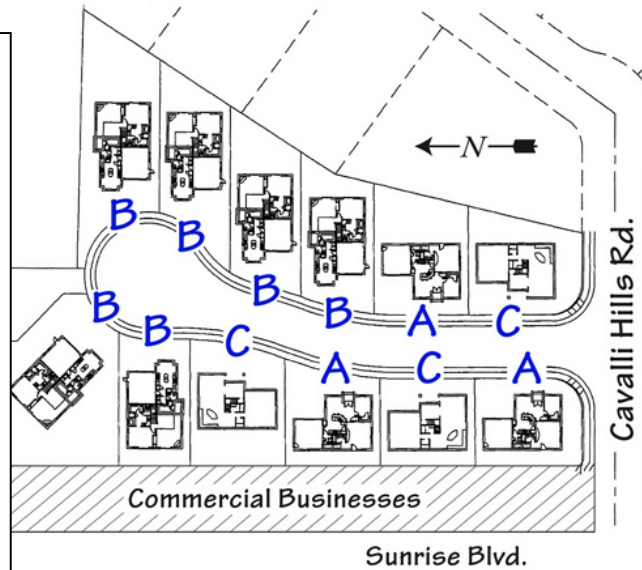 N
B
B
B
B
A
C
B
B
C
A
C
A
Cavalli Hills Rd.
Commercial Businesses
Sunrise Blvd.